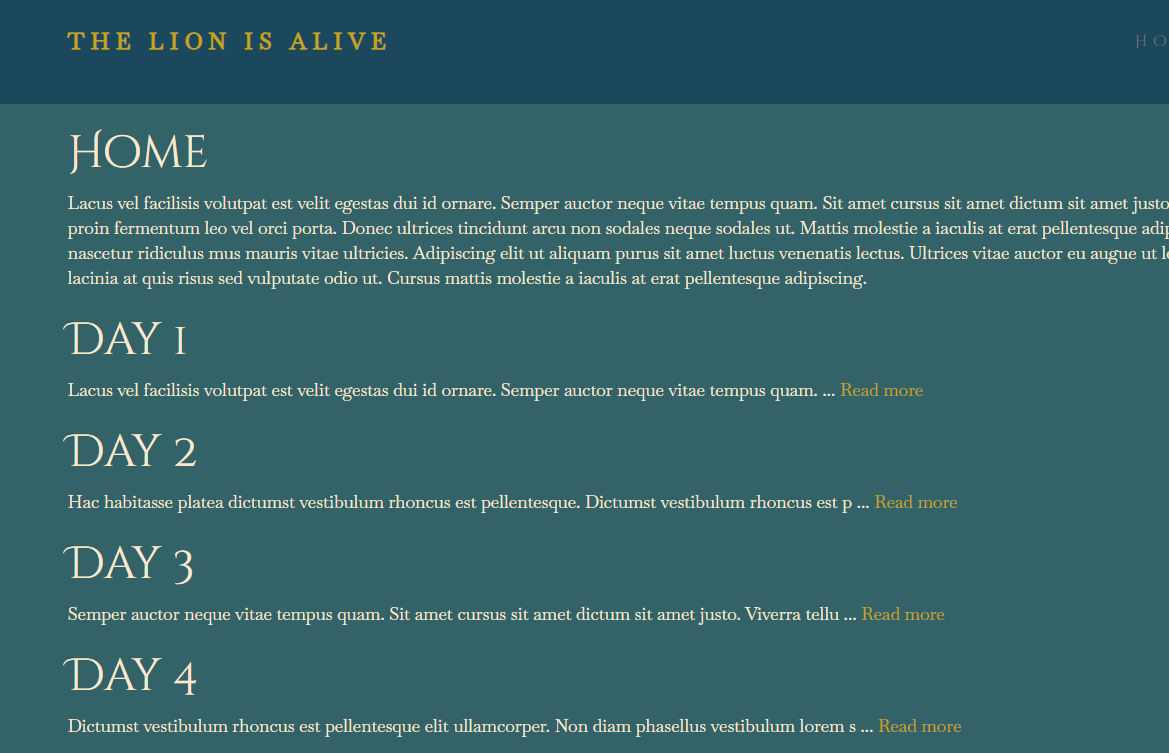 THE LION IS ALIVE
HO
Home
Lacus vel facilisis volutpat est velit egestas dui id ornare. Semper auctor neque vitae tempus quam. Sit amet cursus sit amet dictum sit amet justo
proin fermentum leo vel orci porta. Donec ultrices tincidunt arcu non sodales neque sodales ut. Mattis molestie a iaculis at erat pellentesque adip
nascetur ridiculus mus mauris vitae ultricies. Adipiscing elit ut aliquam purus sit amet luctus venenatis lectus. Ultrices vitae auctor eu augue ut le
lacinia at quis risus sed vulputate odio ut. Cursus mattis molestie a iaculis at erat pellentesque adipiscing.
Day 1
Lacus vel facilisis volutpat est velit egestas dui id ornare. Semper auctor neque vitae tempus quam. ... Read more
Day 2
Hac habitasse platea dictumst vestibulum rhoncus est pellentesque. Dictumst vestibulum rhoncus est p ... Read more
Day 3
Semper auctor neque vitae tempus quam. Sit amet cursus sit amet dictum sit amet justo. Viverra tellu ... Read more
Day 4
Dictumst vestibulum rhoncus est pellentesque elit ullamcorper. Non diam phasellus vestibulum lorem s ... Read more